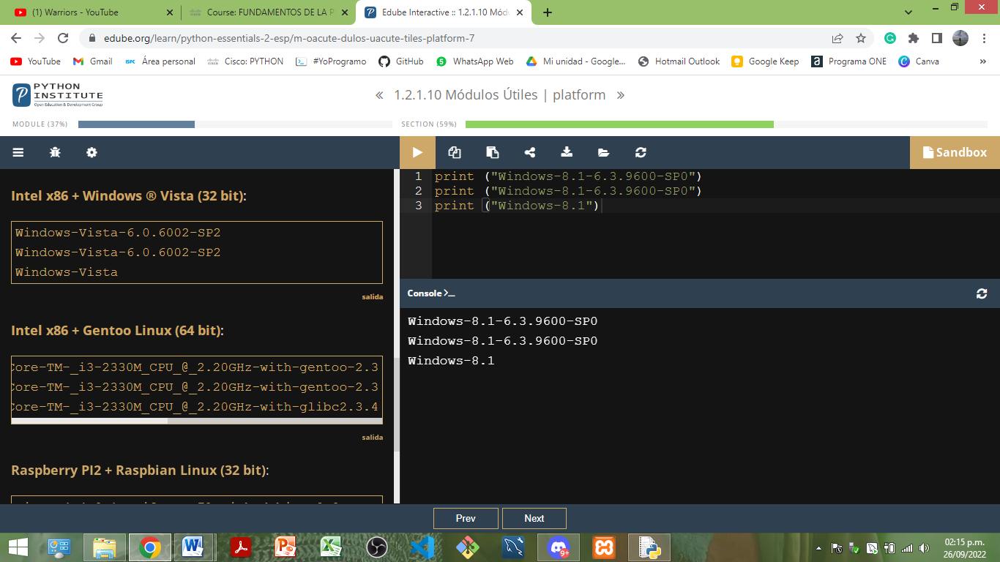 (1) Warriors - YouTube
Course: FUNDAMENTOS DE LA P
Edube Interactive :: 1.2.1.10 Módu
edube.org/learn/python-essentials-2-esp/m-oacute-dulos-uacute-tiles-platform-7
YouTube Gmail ISPC Área personal Cisco: PYTHON #YoProgramo GitHub 5 WhatsApp Web Mi unidad - Google... Hotmail Outlook Google Keep a Programa ONE Canva »
PYTHON
INSTITUTE
Open Education & Development Group
« 1.2.1.10 Módulos Útiles | platform »
MODULE (37%)
SECTION (59%)
Sandbox
Intel x86 + Windows ® Vista (32 bit):
Windows-Vista-6.0.6002-SP2
Windows-Vista-6.0.6002-SP2
Windows-Vista
salida
Intel x86 + Gentoo Linux (64 bit):
Core-TM-_i3-2330M_CPU_@_2.20GHz-with-gentoo-2.3
Core-TM-_i3-2330M_CPU_@_2.20GHz-with-gentoo-2.3
Core-TM-_i3-2330M_CPU_@_2.20GHz-with-glibc2.3.4
salida
Raspberry PI2 + Raspbian Linux (32 bit):
1 print ("Windows-8.1-6.3.9600-SP0")
2 print ("Windows-8.1-6.3.9600-SP0")
3 print ("Windows-8.1")
Console >_
Windows-8.1-6.3.9600-SP0
Windows-8.1-6.3.9600-SP0
Windows-8.1
Prev
Next
9+
02:15 p.m.
26/09/2022